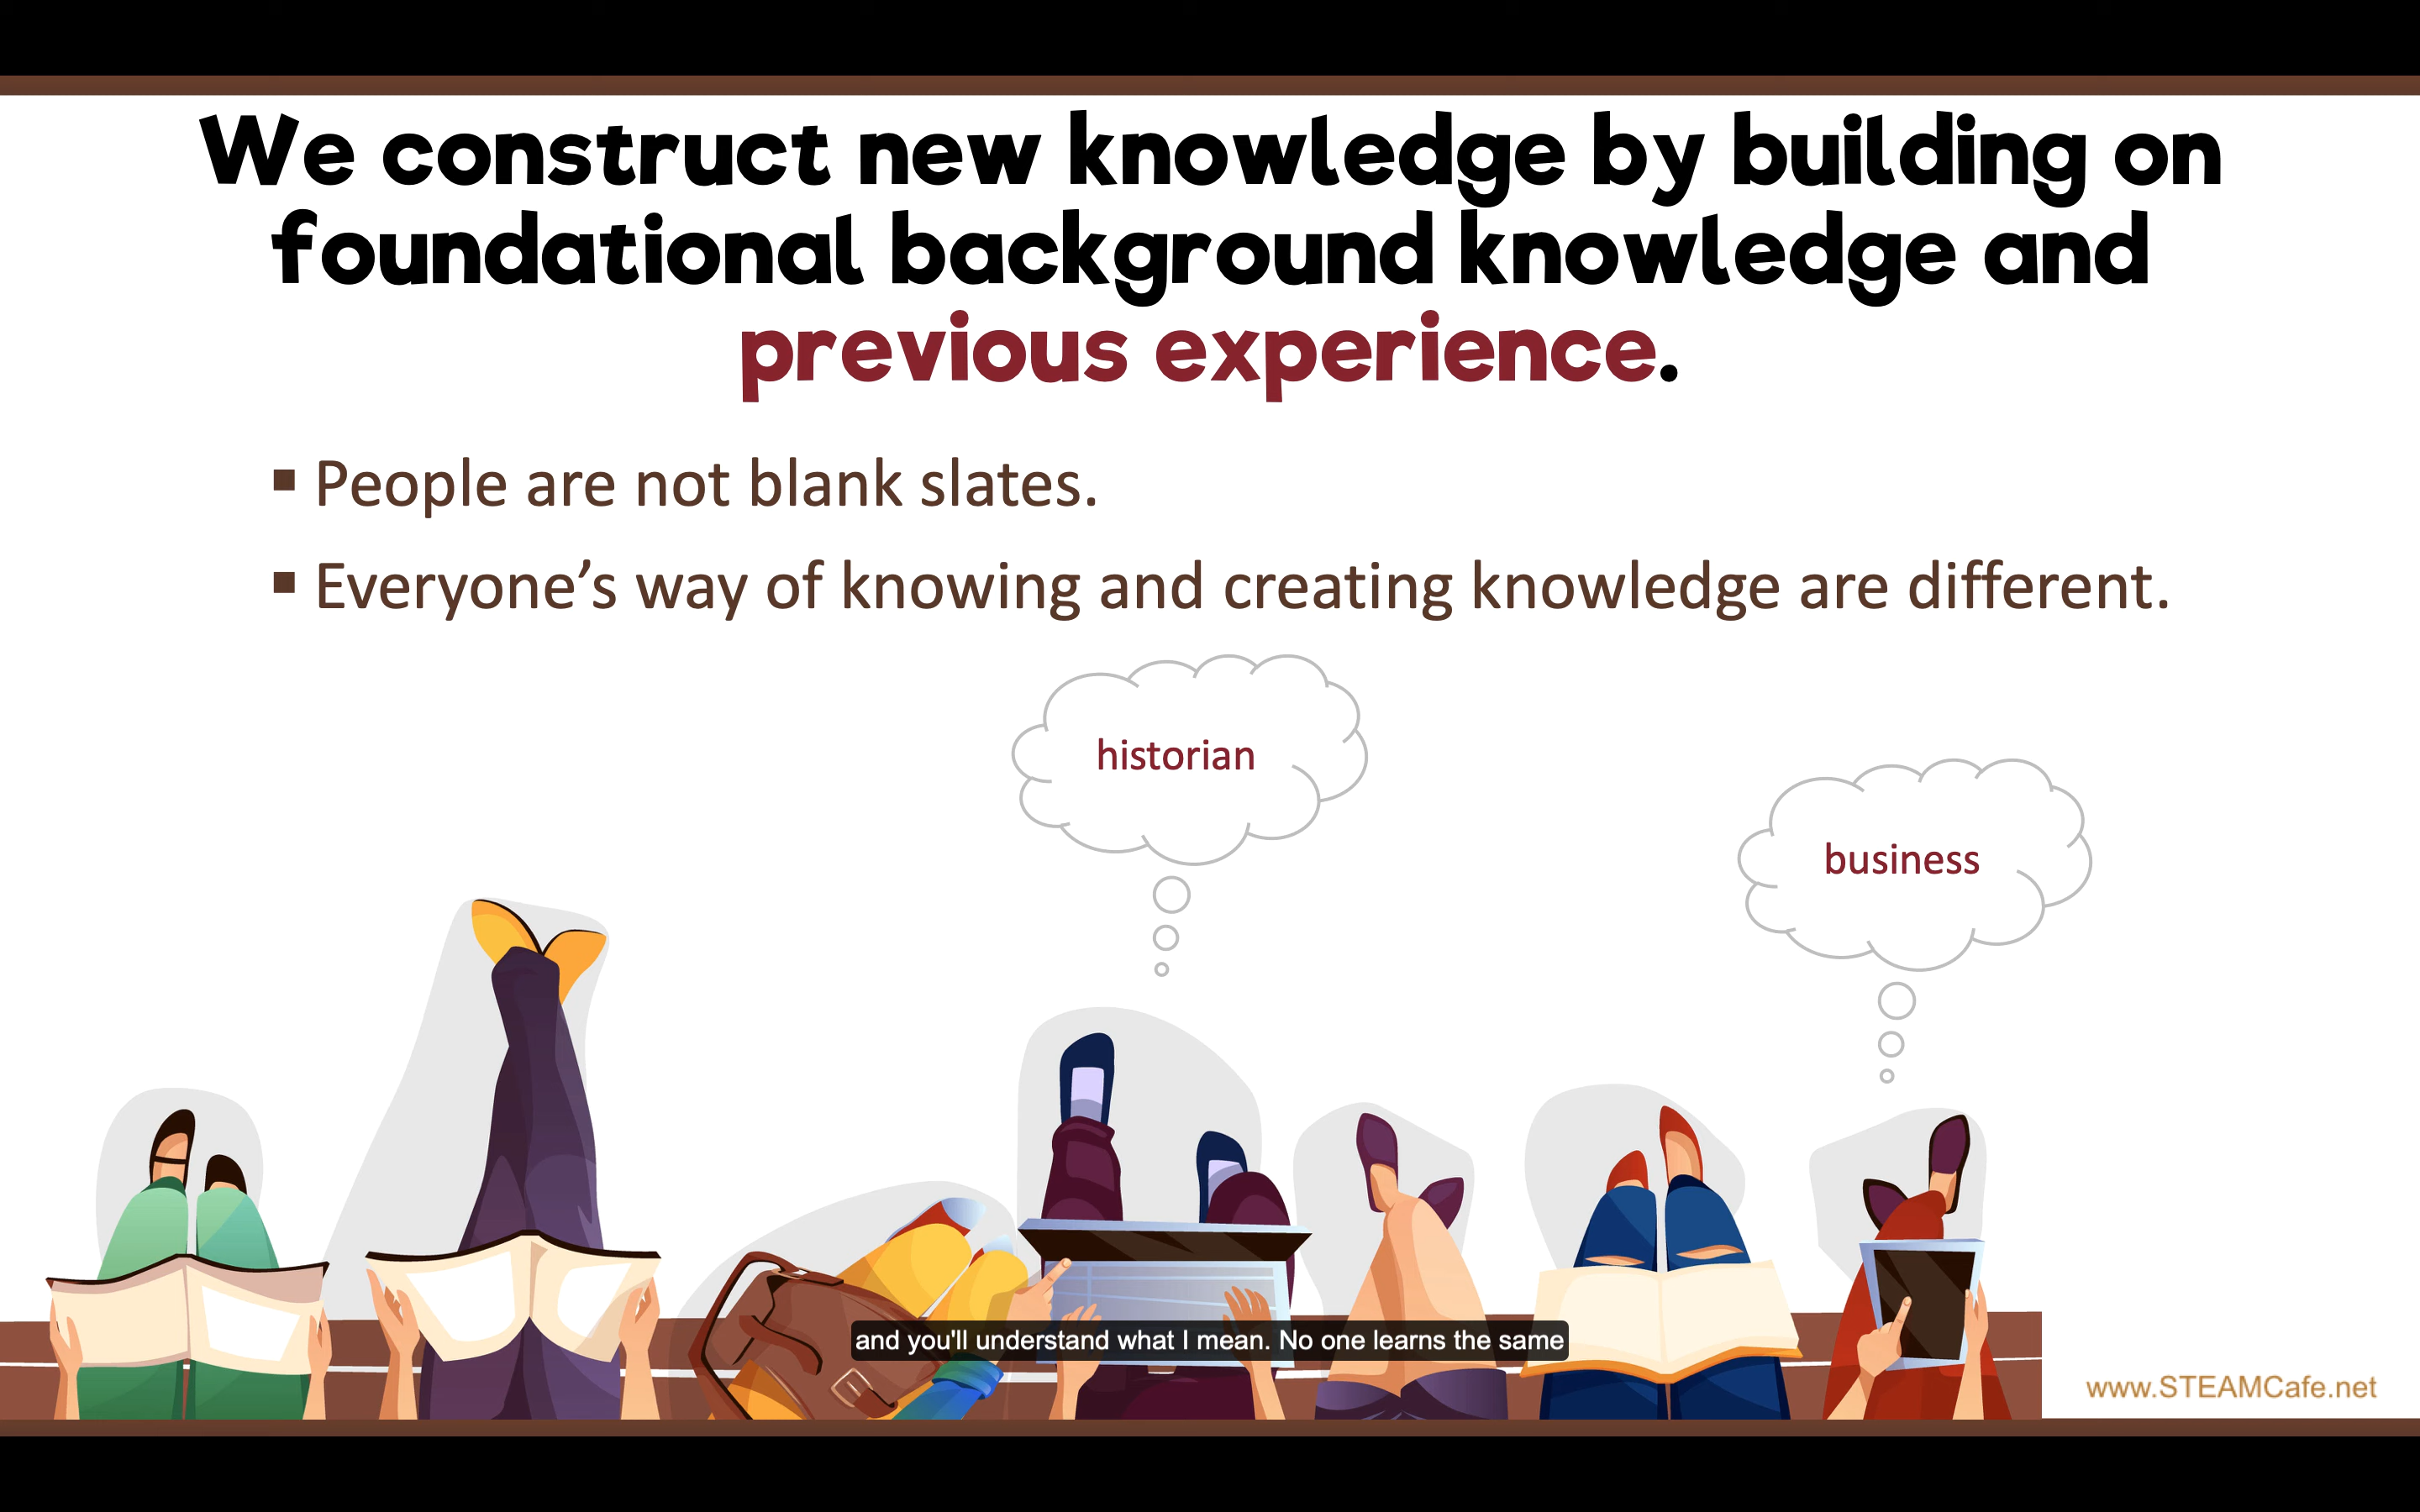 We construct new knowledge by building on
foundational background knowledge and
previous experience.
▪ People are not blank slates.
▪ Everyone's way of knowing and creating knowledge are different.
historian
business
and you'll understand what I mean. No one learns the same
www.STEAMCafe.net